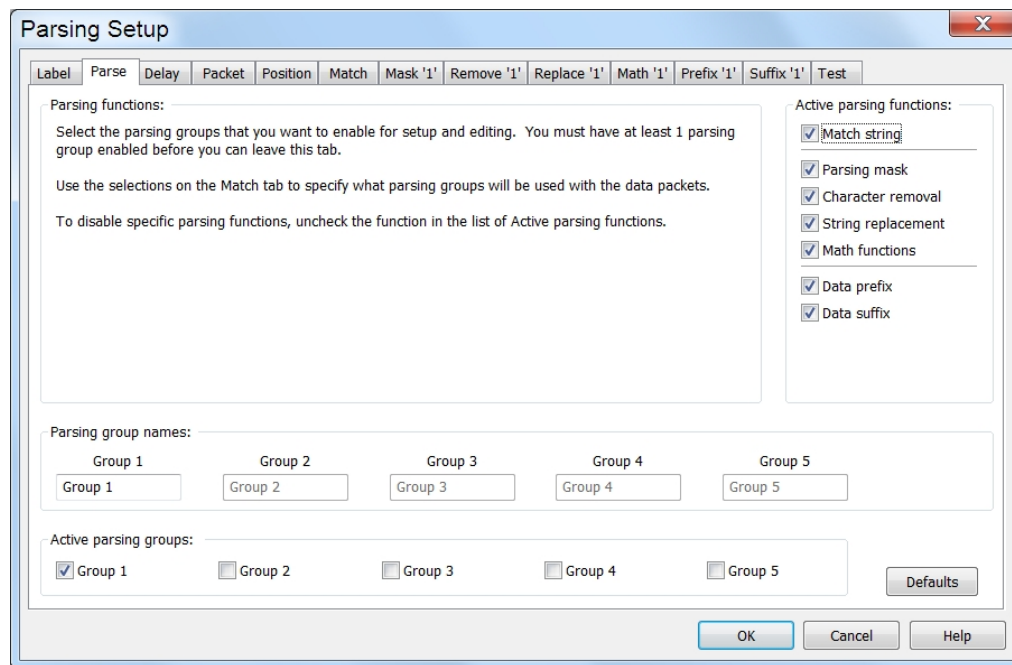 Parsing Setup
X
Label Parse Delay Packet Position Match Mask '1' Remove '1' Replace '1' Math '1' Prefix '1' Suffix '1' Test
Parsing functions:
Select the parsing groups that you want to enable for setup and editing. You must have at least 1 parsing
group enabled before you can leave this tab.
Use the selections on the Match tab to specify what parsing groups will be used with the data packets.
To disable specific parsing functions, uncheck the function in the list of Active parsing functions.
Active parsing functions:
Match string
Parsing mask
Character removal
String replacement
Math functions
Data prefix
Data suffix
Parsing group names:
Group 1 Group 2 Group 3 Group 4 Group 5
Group 1 Group 2 Group 3 Group 4 Group 5
Active parsing groups:
Group 1 Group 2 Group 3 Group 4 Group 5
Defaults
OK Cancel Help